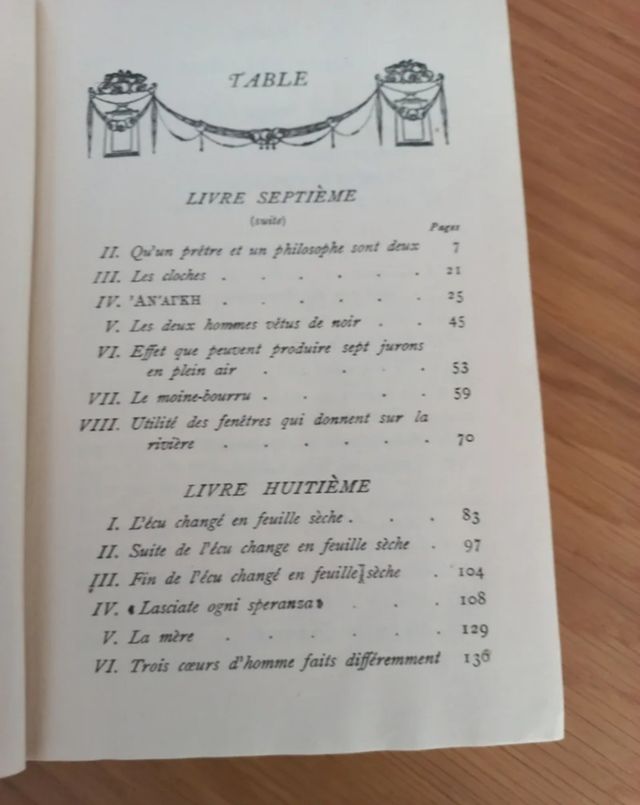 TABLE
LIVRE SEPTIÈME
(suite)
Pages
II. Qu'un prêtre et un philosophe sont deux 7
III. Les cloches . . . . . . 21
IV. 'ΑΝ'ΑΓΚΗ . . . . . . 25
V. Les deux hommes vêtus de noir . . 45
VI. Effet que peuvent produire sept jurons
en plein air . . . . 53
VII. Le moine-bourru . . . . 59
VIII. Utilité des fenêtres qui donnent sur la
rivière . . . . . . 70
LIVRE HUITIÈME
I. L'écu changé en feuille sèche . . . 83
II. Suite de l'écu change en feuille sèche . 97
III. Fin de l'écu changé en feuille sèche . 104
IV. « Lasciate ogni speranza » . . . 108
V. La mère . . . . . . 129
VI. Trois cœurs d'homme faits différemment 136